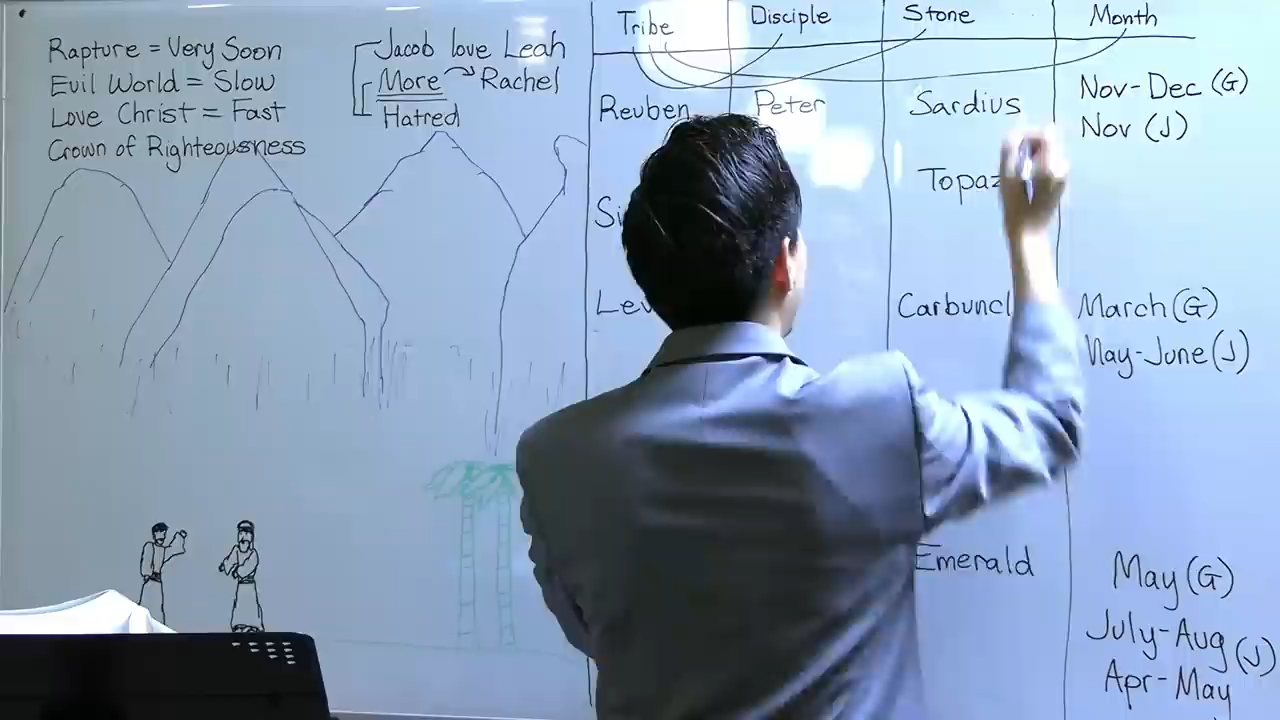 Rapture = Very Soon
Evil World = Slow
Love Christ = Fast
Crown of Righteousness
Jacob love Leah
More Rachel
Hatred
Tribe Disciple Stone Month
Reuben Peter Sardius Nov-Dec (G)
Nov (J)
Topaz
Carbuncl March (G)
May-June (J)
Emerald May (G)
July-Aug
(J)
Apr-May